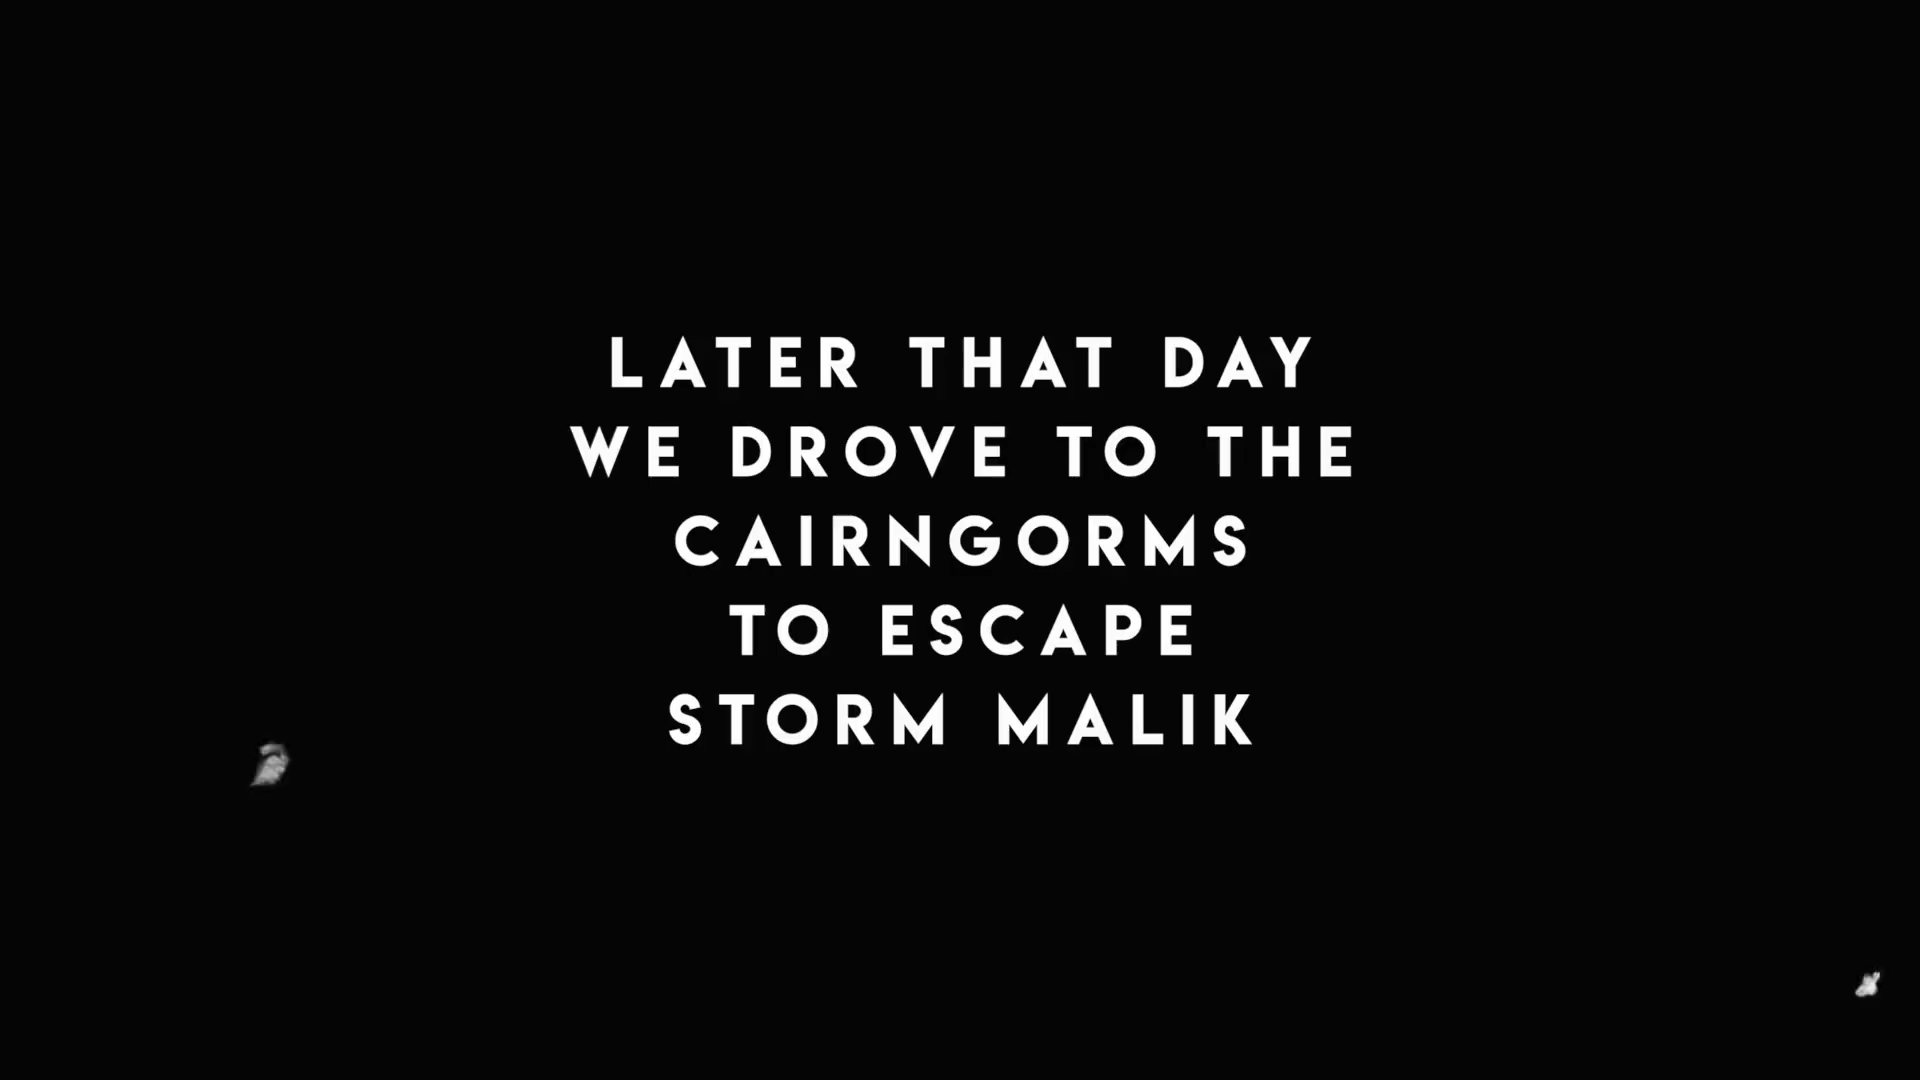 LATER THAT DAY
WE DROVE TO THE
CAIRNGORMS
TO ESCAPE
STORM MALIK